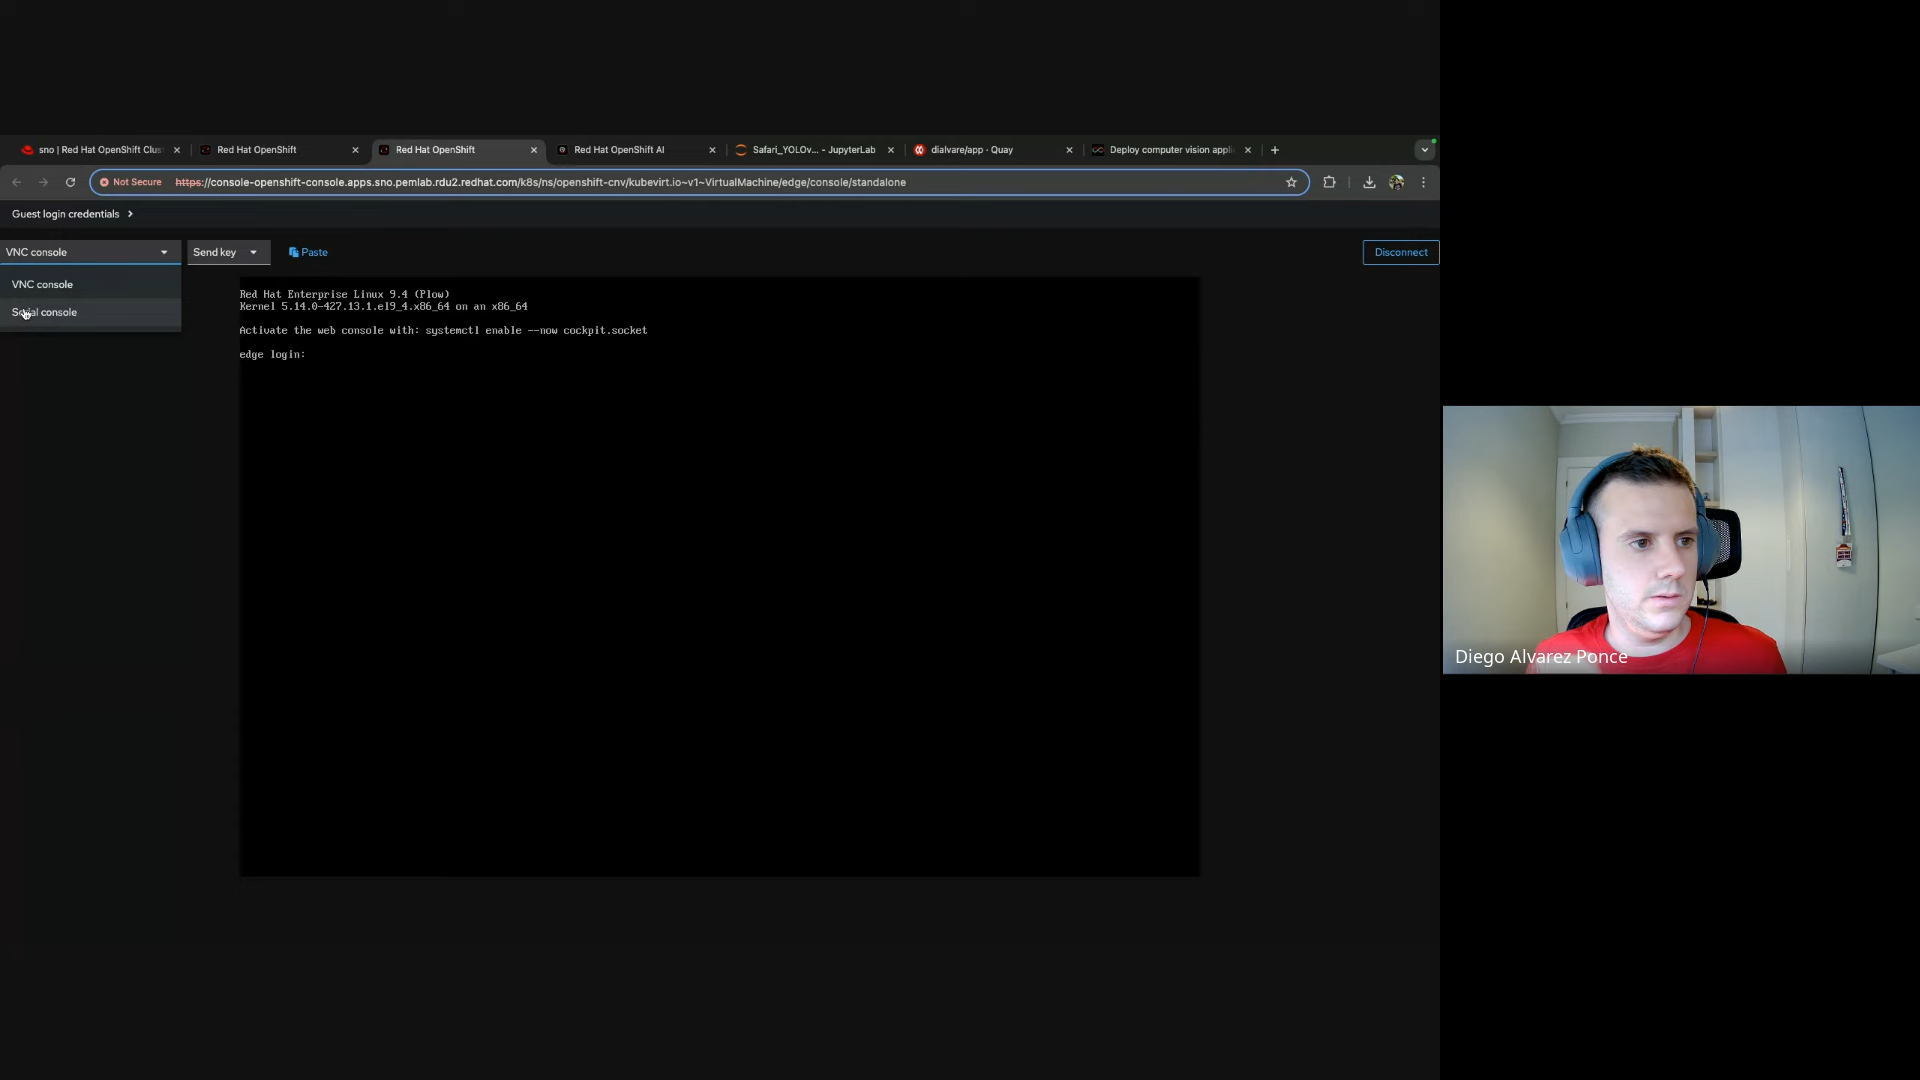 sno | Red Hat OpenShift Clus
Red Hat OpenShift
Red Hat OpenShift
Red Hat OpenShift AI
Safari_YOLOv... - JupyterLab
dialvare/app · Quay
Deploy computer vision appli
Not Secure https://console-openshift-console.apps.sno.pemlab.rdu2.redhat.com/k8s/ns/openshift-cnv/kubevirt.io~v1~VirtualMachine/edge/console/standalone
Guest login credentials
VNC console
Send key
Paste
Disconnect
VNC console
Serial console
Red Hat Enterprise Linux 9.4 (Plow)
Kernel 5.14.0-427.13.1.el9_4.x86_64 on an x86_64
Activate the web console with: systemctl enable --now cockpit.socket
edge login:
Diego Alvarez Ponce